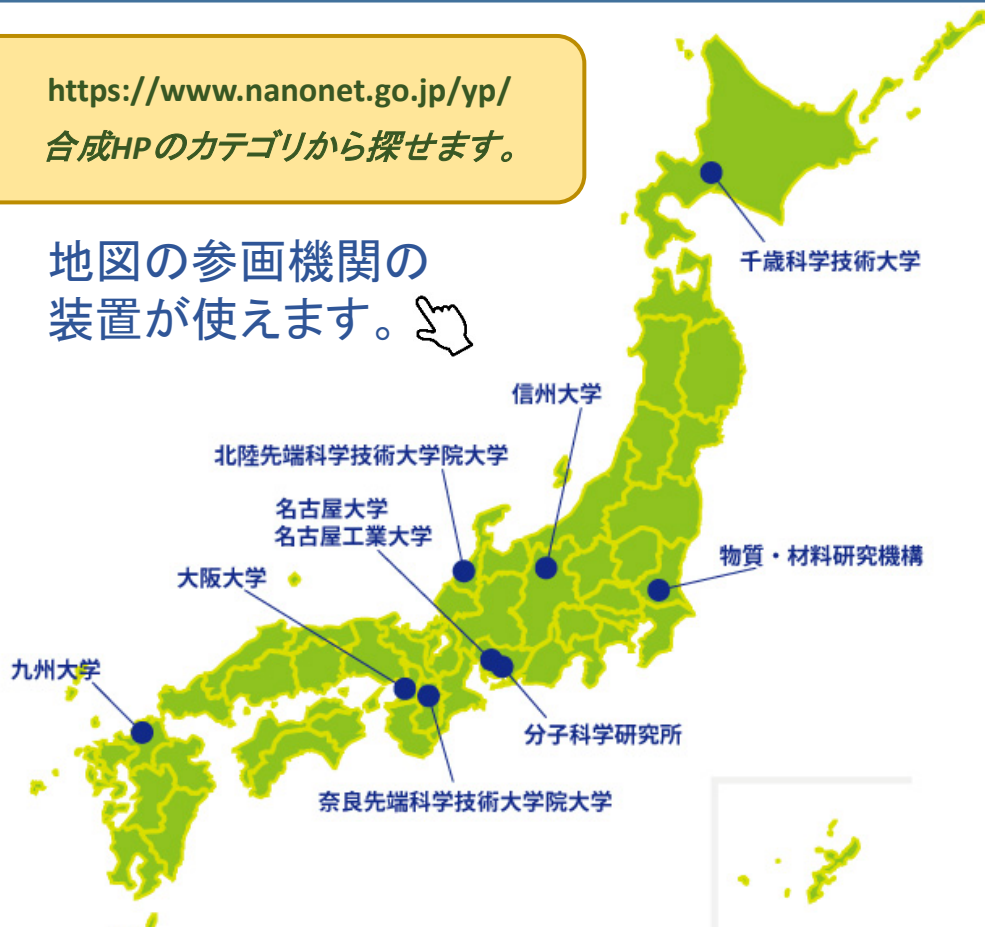 https://www.nanonet.go.jp/yp/
合成HPのカテゴリから探せます。
地図の参画機関の
装置が使えます。
千歳科学技術大学
信州大学
北陸先端科学技術大学院大学
名古屋大学
名古屋工業大学
物質・材料研究機構
大阪大学
九州大学
分子科学研究所
奈良先端科学技術大学院大学